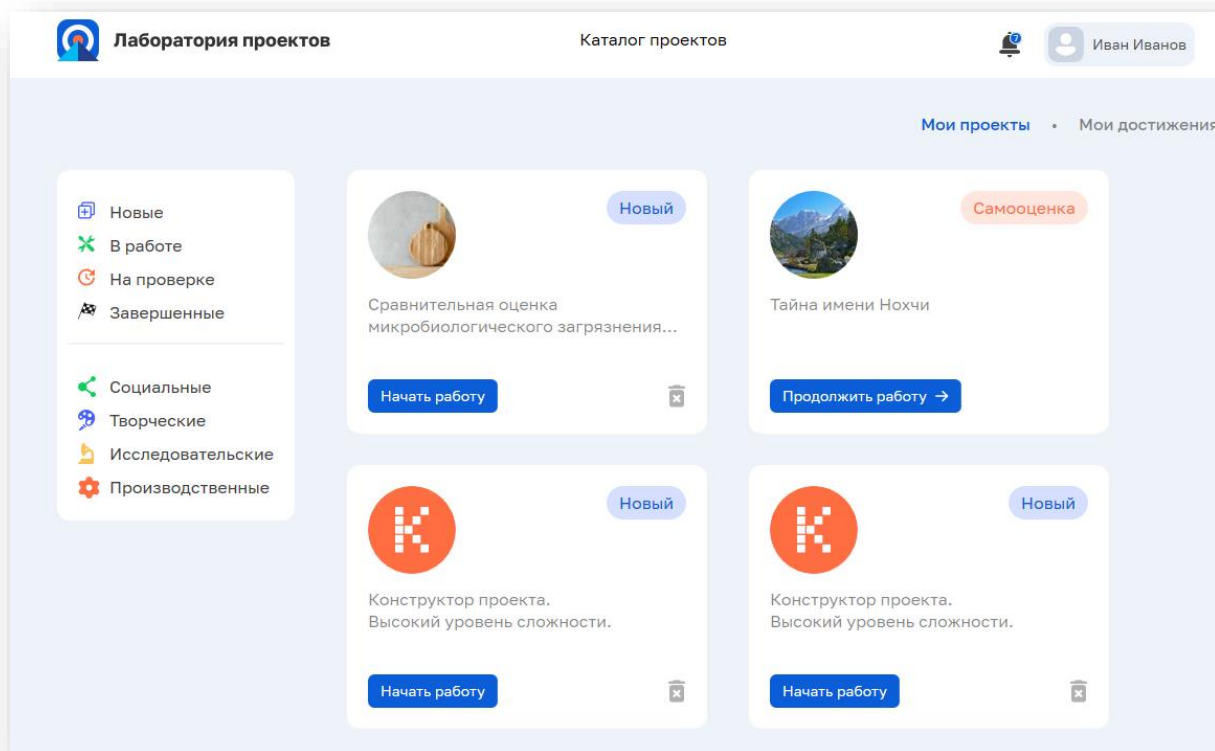 Лаборатория проектов
Каталог проектов
7
Иван Иванов
Мои проекты • Мои достижения
Новые
В работе
На проверке
Завершенные
Социальные
Творческие
Исследовательские
Производственные
Новый
Сравнительная оценка
микробиологического загрязнения...
Начать работу
Самооценка
Тайна имени Нохчи
Продолжить работу →
Новый
К
Конструктор проекта.
Высокий уровень сложности.
Начать работу
Новый
К
Конструктор проекта.
Высокий уровень сложности.
Начать работу